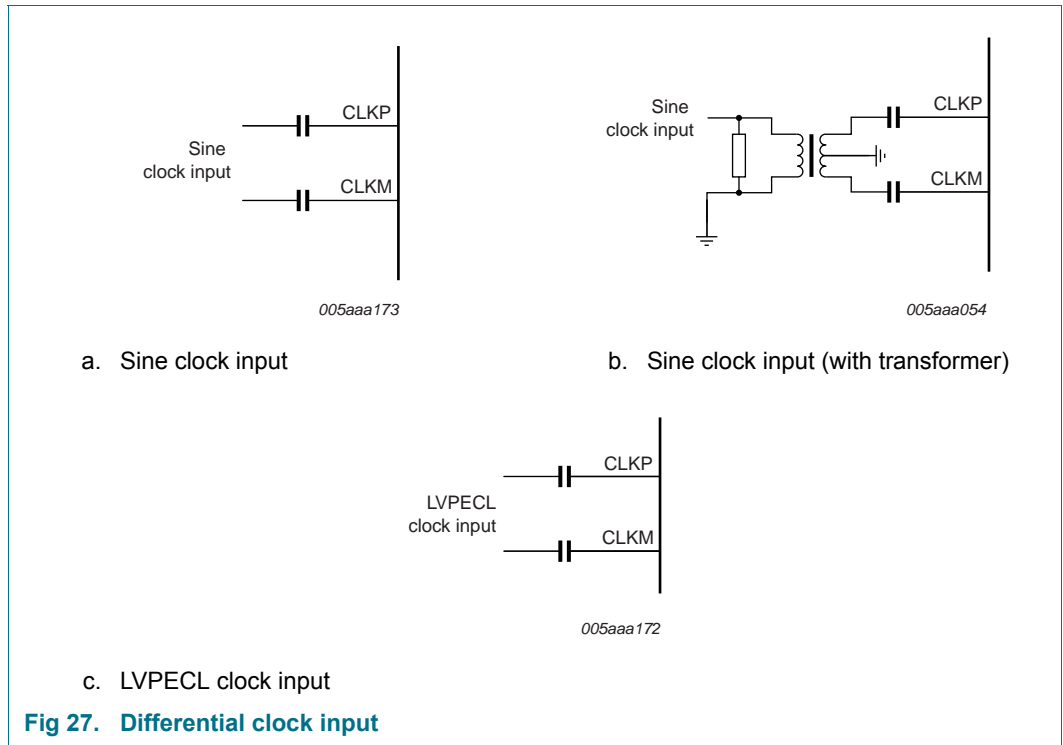 CLKP
Sine
clock input
CLKM
005aaa173
a. Sine clock input
Sine
clock input
CLKP
CLKM
005aaa054
b. Sine clock input (with transformer)
CLKP
LVPECL
clock input
CLKM
005aaa172
c. LVPECL clock input
Fig 27. Differential clock input